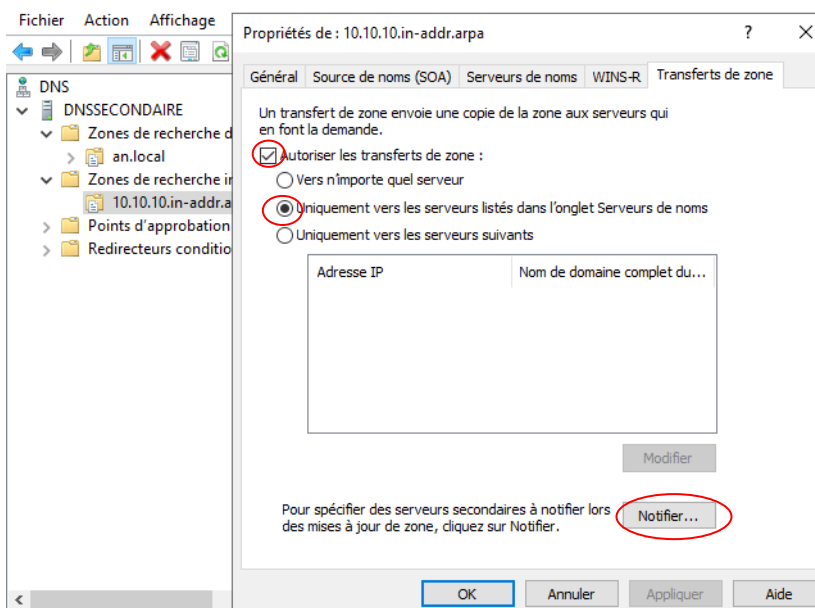 Fichier Action Affichage
Propriétés de : 10.10.10.in-addr.arpa ? X
DNS
DNSSECONDAIRE
Zones de recherche d
an.local
Zones de recherche ir
10.10.10.in-addr.a
Points d'approbation
Redirecteurs conditio
Général Source de noms (SOA) Serveurs de noms WINS-R Transferts de zone
Un transfert de zone envoie une copie de la zone aux serveurs qui
en font la demande.
Autoriser les transferts de zone :
Vers n'importe quel serveur
Uniquement vers les serveurs listés dans l'onglet Serveurs de noms
Uniquement vers les serveurs suivants
Adresse IP Nom de domaine complet du...
Modifier
Pour spécifier des serveurs secondaires à notifier lors
des mises à jour de zone, cliquez sur Notifier.
Notifier...
OK Annuler Appliquer Aide